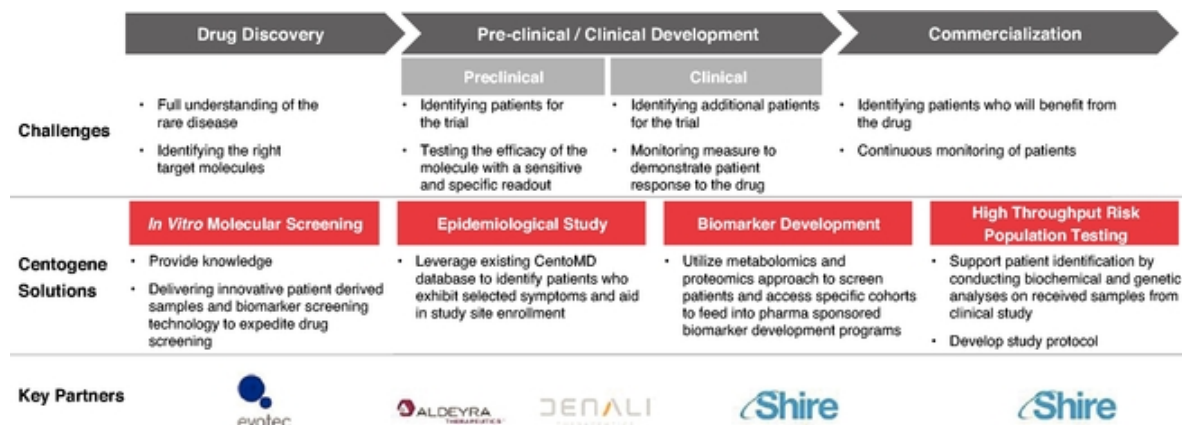 Drug Discovery
Pre-clinical / Clinical Development
Commercialization
Preclinical
Clinical
Challenges
• Full understanding of the
rare disease
• Identifying the right
target molecules
• Identifying patients for
the trial
• Testing the efficacy of the
molecule with a sensitive
and specific readout
• Identifying additional patients
for the trial
• Monitoring measure to
demonstrate patient
response to the drug
• Identifying patients who will benefit from
the drug
• Continuous monitoring of patients
Centogene
Solutions
In Vitro Molecular Screening
• Provide knowledge
• Delivering innovative patient derived
samples and biomarker screening
technology to expedite drug
screening
Epidemiological Study
• Leverage existing CentoMD
database to identify patients who
exhibit selected symptoms and aid
in study site enrollment
Biomarker Development
• Utilize metabolomics and
proteomics approach to screen
patients and access specific cohorts
to feed into pharma sponsored
biomarker development programs
High Throughput Risk
Population Testing
• Support patient identification by
conducting biochemical and genetic
analyses on received samples from
clinical study
• Develop study protocol
Key Partners
evotec
ALDEYRA
THERAPEUTICS
DENALI
Shire
Shire